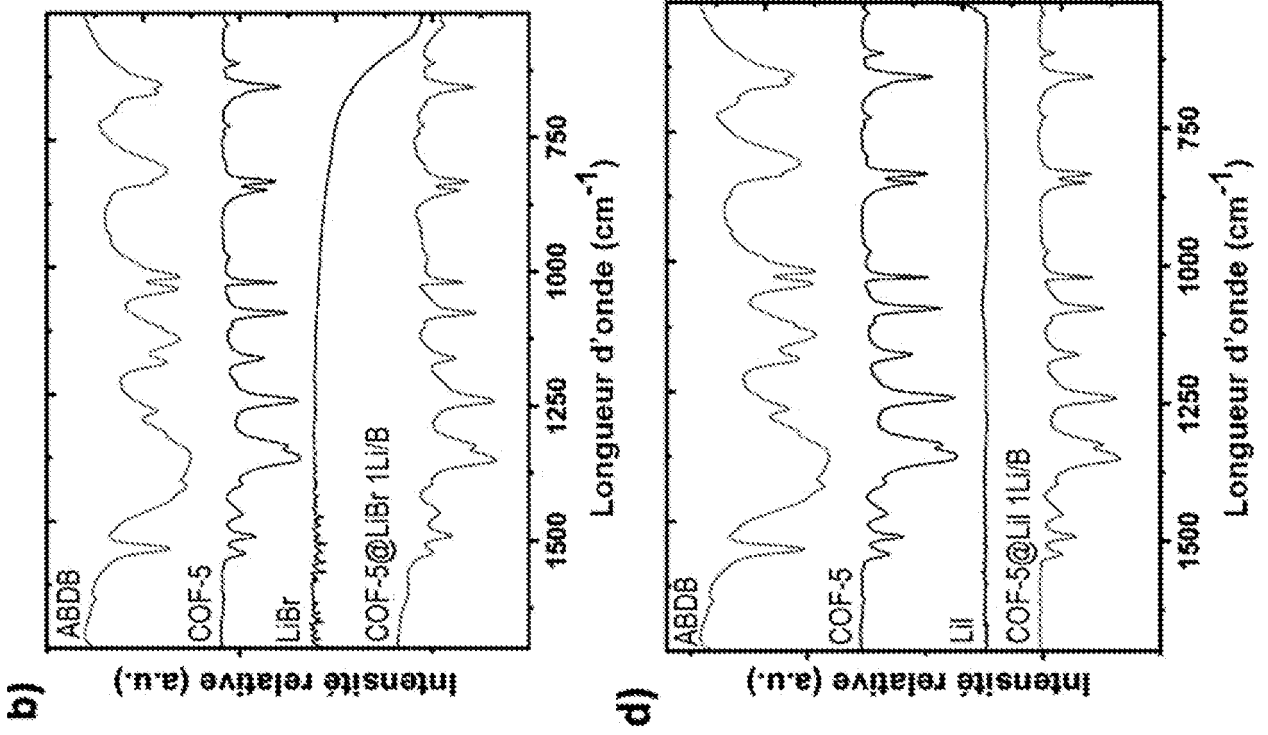 b)
ABDB
COF-5
LiBr
COF-5@LiBr 1Li/B
Intensité relative (a.u.)
1500
1250
1000
750
Longueur d'onde (cm⁻¹)
d)
ABDB
COF-5
LiI
COF-5@LiI 1Li/B
Intensité relative (a.u.)
1500
1250
1000
750
Longueur d'onde (cm⁻¹)